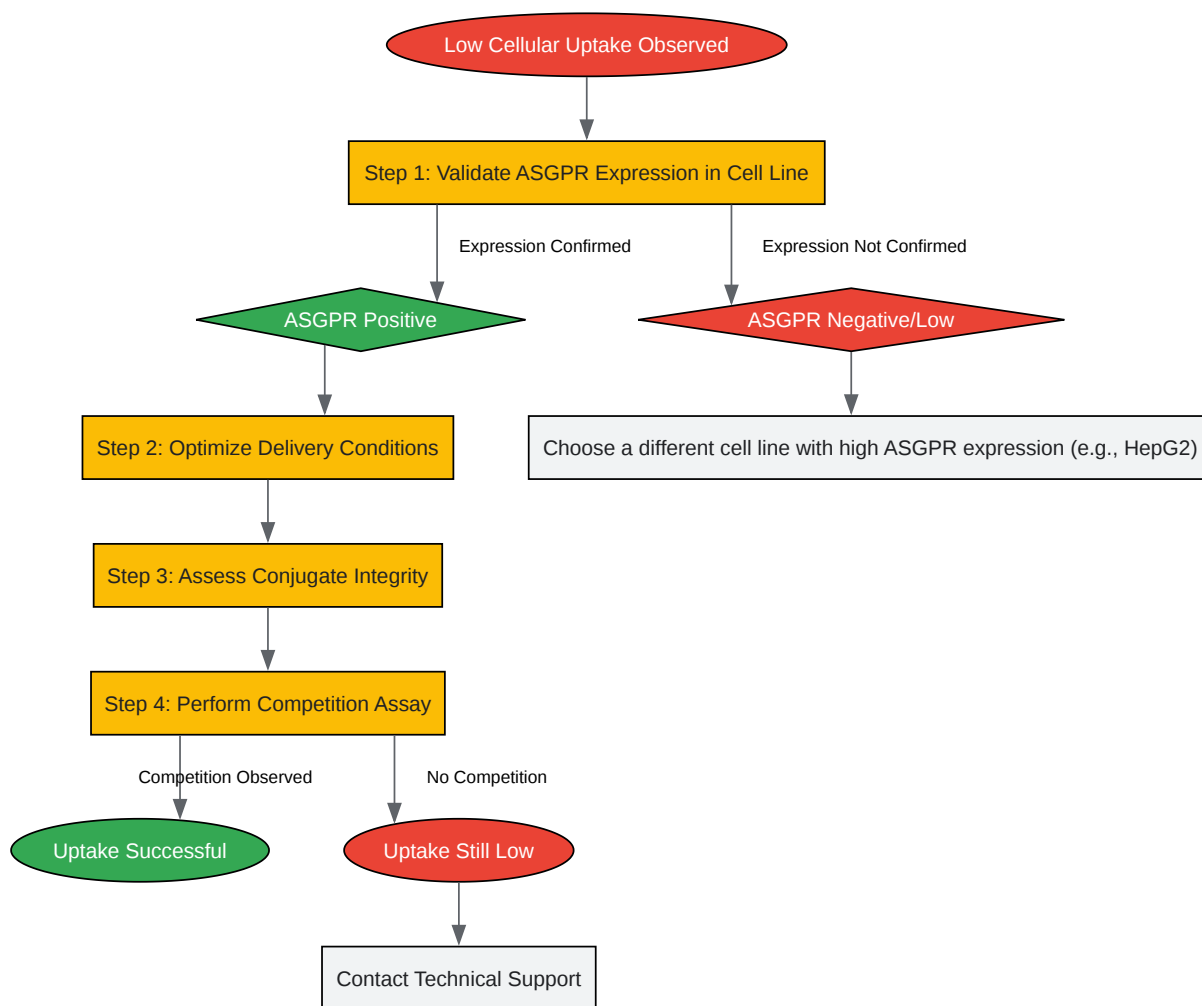 Low Cellular Uptake Observed
Step 1: Validate ASGPR Expression in Cell Line
Expression Confirmed
Expression Not Confirmed
ASGPR Positive
ASGPR Negative/Low
Step 2: Optimize Delivery Conditions
Choose a different cell line with high ASGPR expression (e.g., HepG2)
Step 3: Assess Conjugate Integrity
Step 4: Perform Competition Assay
Competition Observed
No Competition
Uptake Successful
Uptake Still Low
Contact Technical Support